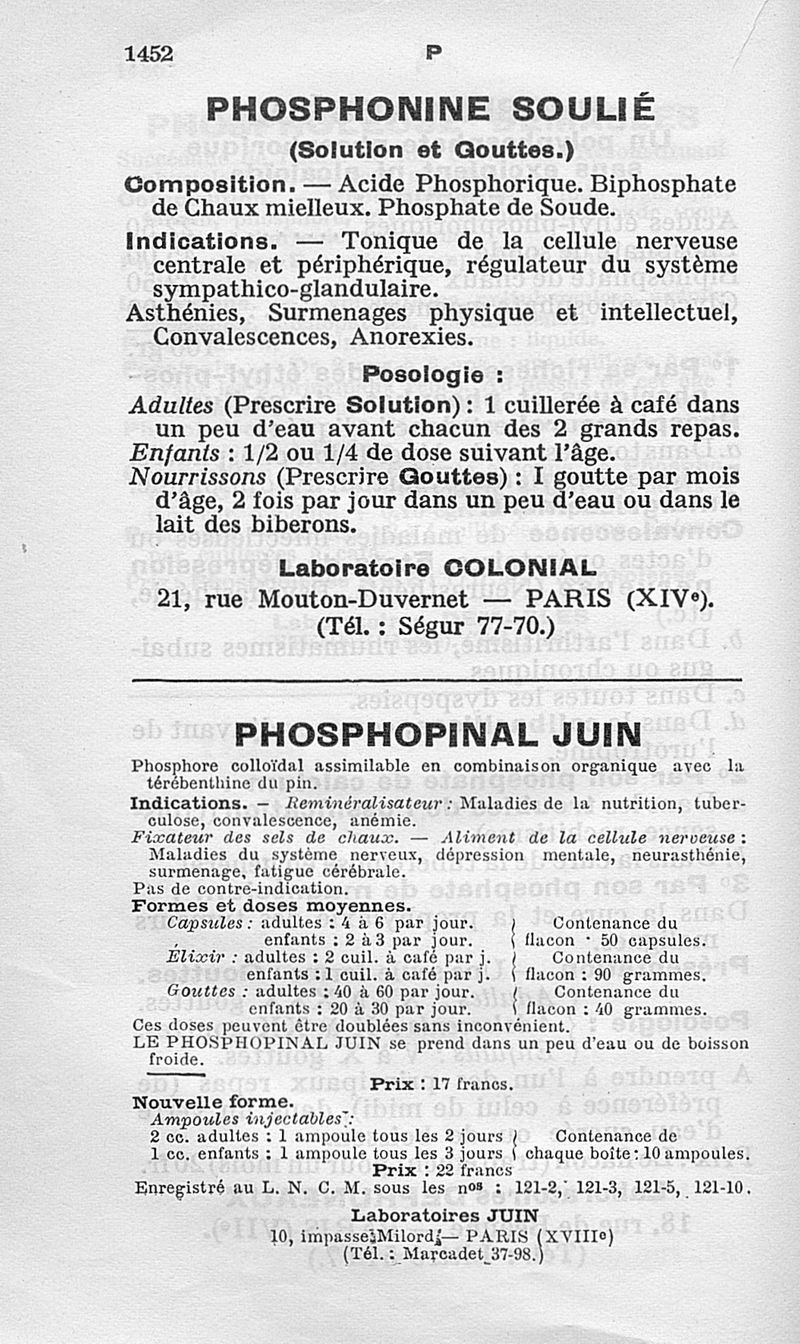 1452
P
PHOSPHONINE SOULIÉ
(Solution et Gouttes.)
Composition. — Acide Phosphorique. Biphosphate
de Chaux mielleux. Phosphate de Soude.
Indications. — Tonique de la cellule nerveuse
centrale et périphérique, régulateur du système
sympathico-glandulaire.
Asthénies, Surmenages physique et intellectuel,
Convalescences, Anorexies.
Posologie :
Adultes (Prescrire Solution) : 1 cuillerée à café dans
un peu d'eau avant chacun des 2 grands repas.
Enfants : 1/2 ou 1/4 de dose suivant l'âge.
Nourrissons (Prescrire Gouttes) : I goutte par mois
d'âge, 2 fois par jour dans un peu d'eau ou dans le
lait des biberons.
Laboratoire COLONIAL
21, rue Mouton-Duvernet — PARIS (XIVe).
(Tél. : Ségur 77-70.)
PHOSPHOPINAL JUIN
Phosphore colloïdal assimilable en combinaison organique avec la
térébenthine du pin.
Indications. — Reminéralisateur : Maladies de la nutrition, tuber-
culose, convalescence, anémie.
Fixateur des sels de chaux. — Aliment de la cellule nerveuse :
Maladies du système nerveux, dépression mentale, neurasthénie,
surmenage, fatigue cérébrale.
Pas de contre-indication.
Formes et doses moyennes.
Capsules : adultes : 4 à 6 par jour. } Contenance du
enfants : 2 à 3 par jour. } flacon : 50 capsules.
Élixir : adultes : 2 cuil. à café par j. } Contenance du
enfants : 1 cuil. à café par j. } flacon : 90 grammes.
Gouttes : adultes : 40 à 60 par jour. } Contenance du
enfants : 20 à 30 par jour. } flacon : 40 grammes.
Ces doses peuvent être doublées sans inconvénient.
LE PHOSPHOPINAL JUIN se prend dans un peu d'eau ou de boisson
froide.
Prix : 17 francs.
Nouvelle forme.
Ampoules injectables :
2 cc. adultes : 1 ampoule tous les 2 jours } Contenance de
1 cc. enfants : 1 ampoule tous les 3 jours } chaque boîte : 10 ampoules.
Prix : 22 francs
Enregistré au L. N. C. M. sous les nos : 121-2, 121-3, 121-5, 121-10.
Laboratoires JUIN
10, impasse Milord — PARIS (XVIIIe)
(Tél. : Marcadet 37-98.)